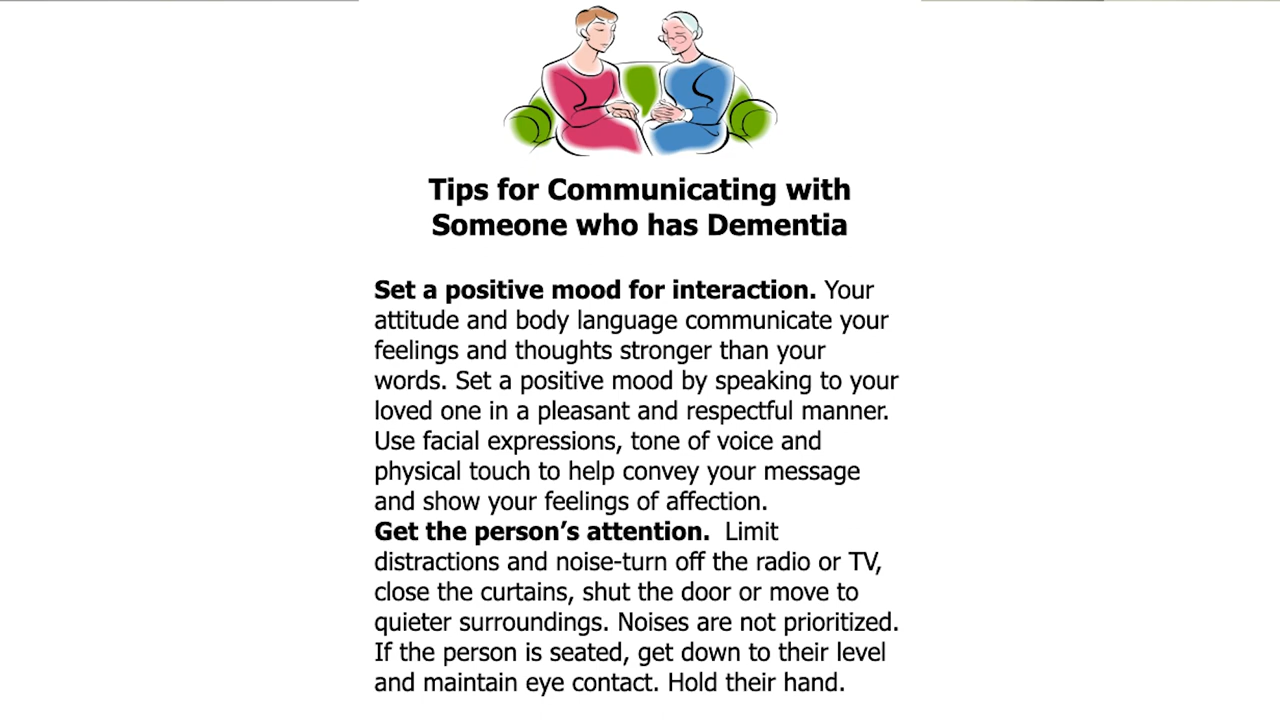 Tips for Communicating with
Someone who has Dementia
Set a positive mood for interaction. Your
attitude and body language communicate your
feelings and thoughts stronger than your
words. Set a positive mood by speaking to your
loved one in a pleasant and respectful manner.
Use facial expressions, tone of voice and
physical touch to help convey your message
and show your feelings of affection.
Get the person’s attention.  Limit
distractions and noise-turn off the radio or TV,
close the curtains, shut the door or move to
quieter surroundings. Noises are not prioritized.
If the person is seated, get down to their level
and maintain eye contact. Hold their hand.